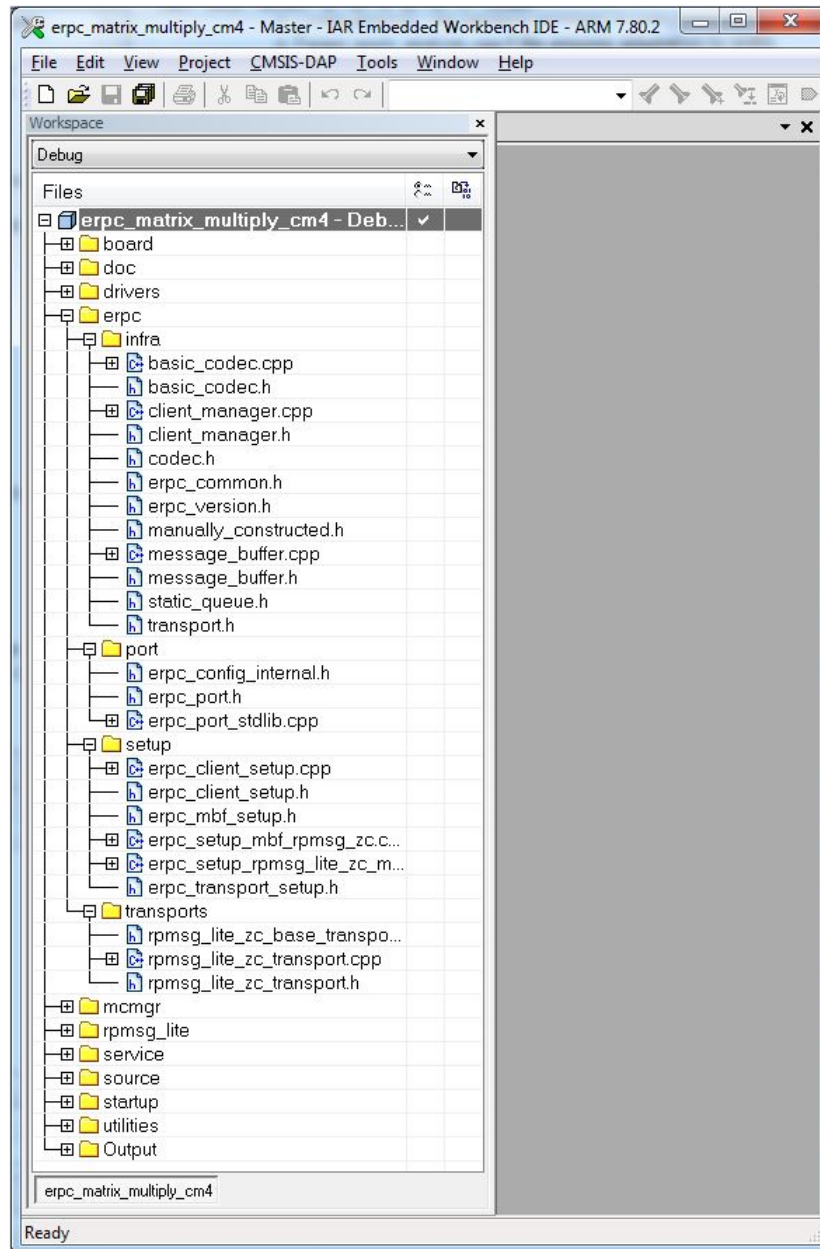 erpc_matrix_multiply_cm4 - Master - IAR Embedded Workbench IDE - ARM 7.80.2
File Edit View Project CMSIS-DAP Tools Window Help
Workspace
Debug
Files
erpc_matrix_multiply_cm4 - Deb...
board
doc
drivers
erpc
infra
basic_codec.cpp
basic_codec.h
client_manager.cpp
client_manager.h
codec.h
erpc_common.h
erpc_version.h
manually_constructed.h
message_buffer.cpp
message_buffer.h
static_queue.h
transport.h
port
erpc_config_internal.h
erpc_port.h
erpc_port_stdlib.cpp
setup
erpc_client_setup.cpp
erpc_client_setup.h
erpc_mbf_setup.h
erpc_setup_mbf_rpmsg_zc.c...
erpc_setup_rpmsg_lite_zc_m...
erpc_transport_setup.h
transports
rpmsg_lite_zc_base_transpo...
rpmsg_lite_zc_transport.cpp
rpmsg_lite_zc_transport.h
mcmgr
rpmsg_lite
service
source
startup
utilities
Output
erpc_matrix_multiply_cm4
Ready